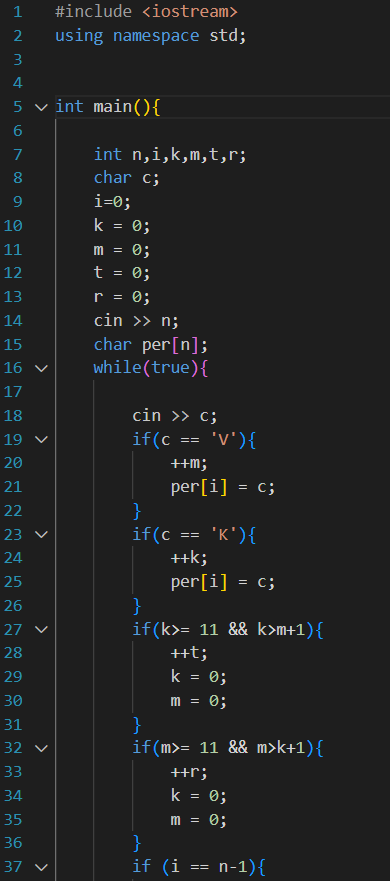 1 #include <iostream>
2 using namespace std;
3
4
5 int main(){
6
7     int n,i,k,m,t,r;
8     char c;
9     i=0;
10     k = 0;
11     m = 0;
12     t = 0;
13     r = 0;
14     cin >> n;
15     char per[n];
16     while(true){
17
18         cin >> c;
19         if(c == 'V'){
20             ++m;
21             per[i] = c;
22         }
23         if(c == 'K'){
24             ++k;
25             per[i] = c;
26         }
27         if(k>= 11 && k>m+1){
28             ++t;
29             k = 0;
30             m = 0;
31         }
32         if(m>= 11 && m>k+1){
33             ++r;
34             k = 0;
35             m = 0;
36         }
37         if (i == n-1){